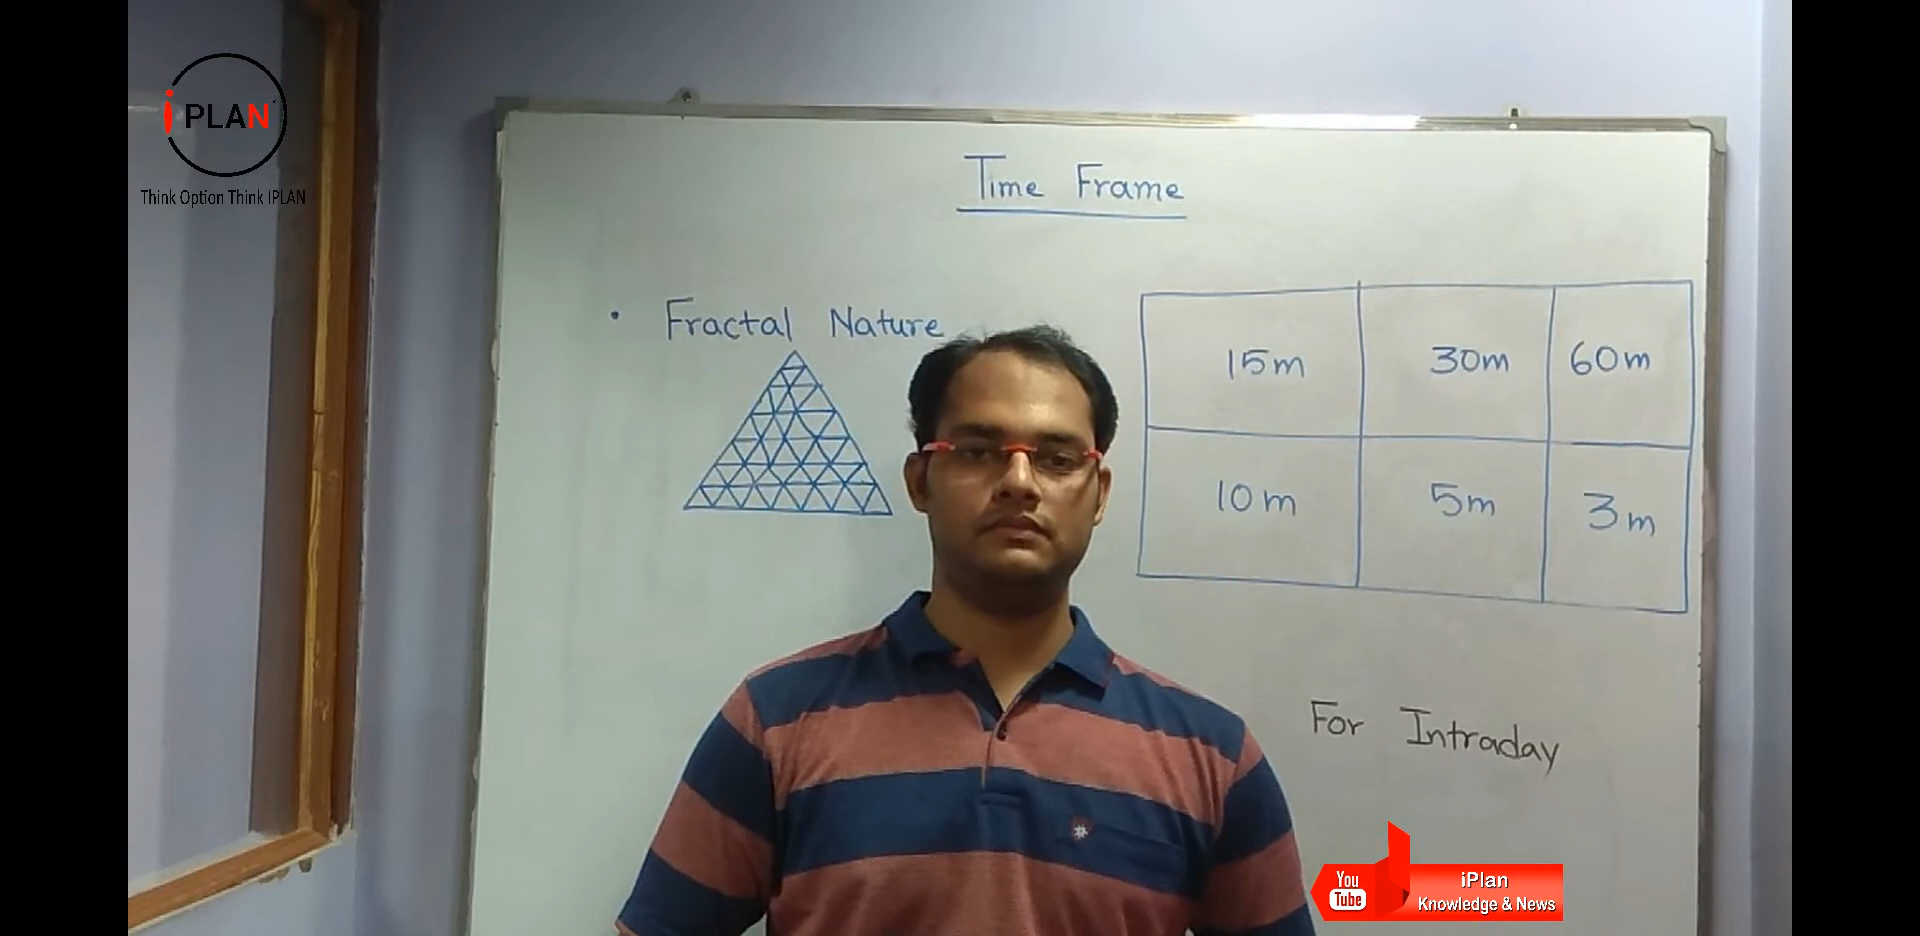 iPLAN
Think Option Think IPLAN
Time Frame
• Fractal Nature
15m 30m 60m
10m 5m 3m
For Intraday
You Tube
iPlan
Knowledge & News